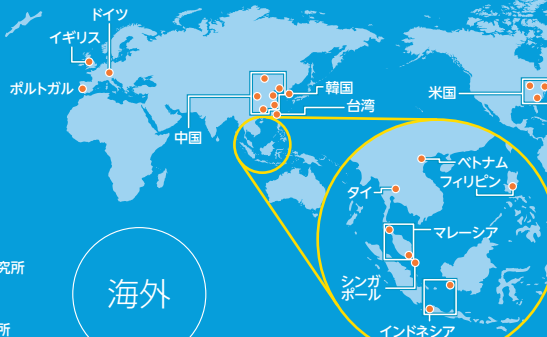 ドイツ
イギリス
ポルトガル
韓国
台湾
米国
中国
ベトナム
フィリピン
タイ
マレーシア
シンガ
ポール
インドネシア
究所
海外
所